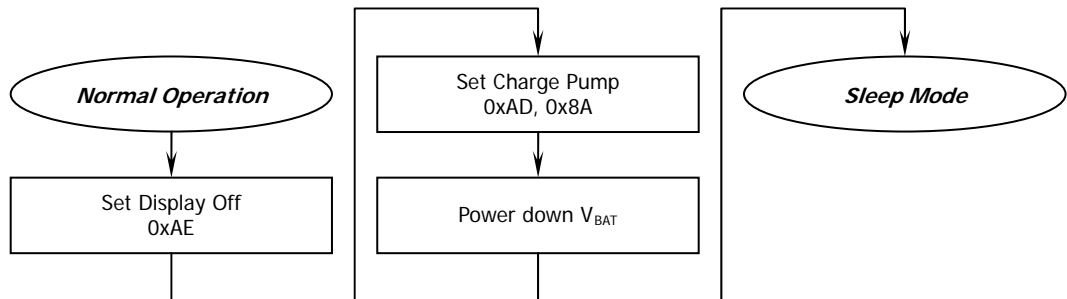 Normal Operation
Set Display Off
0xAE
Set Charge Pump
0xAD, 0x8A
Power down VBAT
Sleep Mode